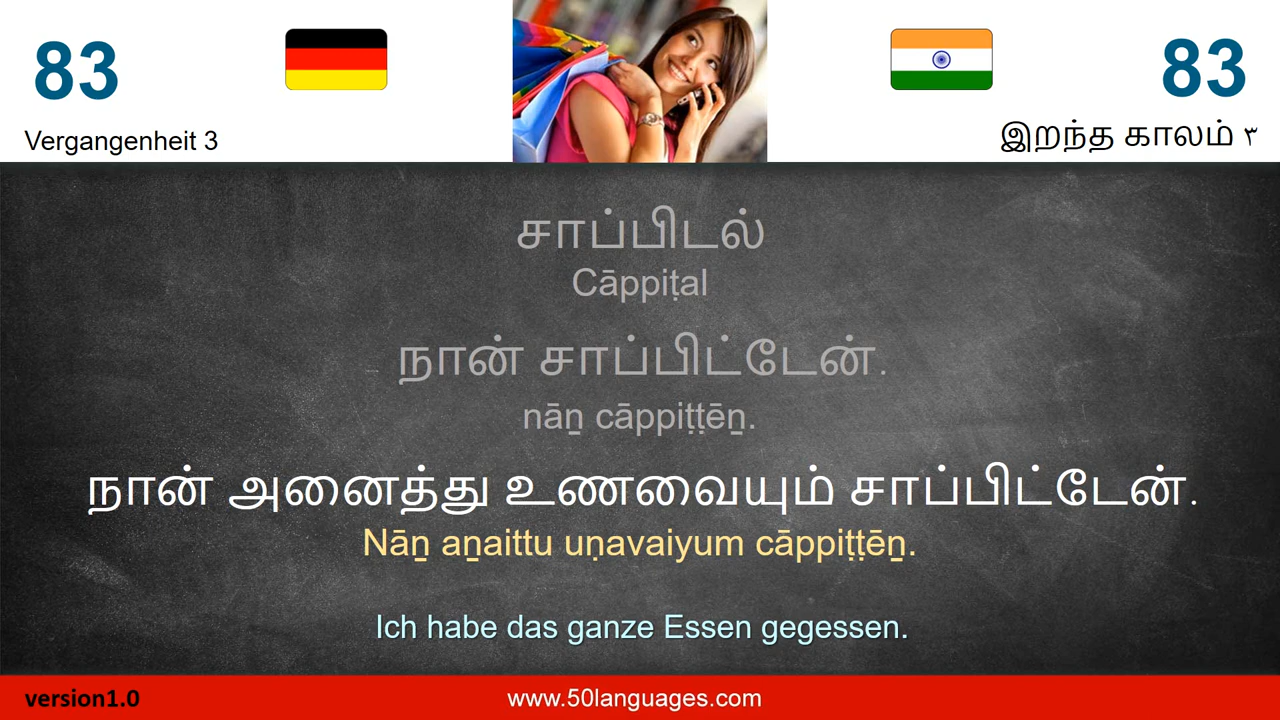 83
83
Vergangenheit 3
இறந்த காலம் ३
சாப்பிடல்
Cāppiṭal
நான் சாப்பிட்டேன்.
nāṉ cāppiṭṭēṉ.
நான் அனைத்து உணவையும் சாப்பிட்டேன்.
Nāṉ aṉaittu uṇavaiyum cāppiṭṭēṉ.
Ich habe das ganze Essen gegessen.
version1.0
www.50languages.com